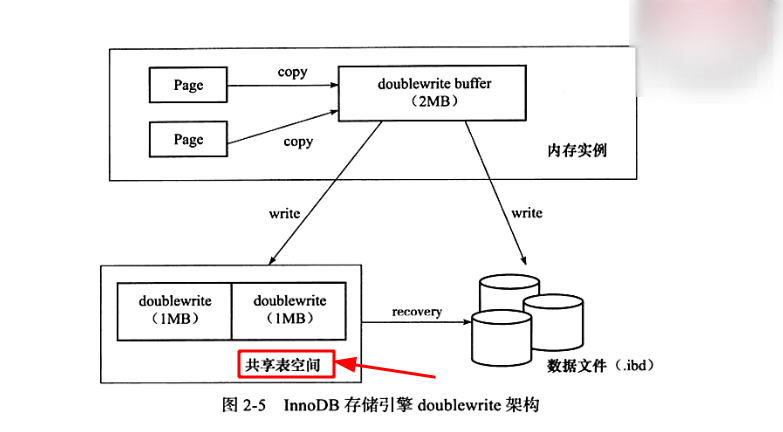 Page
copy
doublewrite buffer
（2MB）
Page
copy
内存实例
write
write
doublewrite
（1MB）
doublewrite
（1MB）
recovery
共享表空间
数据文件（.ibd）
图 2-5 InnoDB 存储引擎 doublewrite 架构